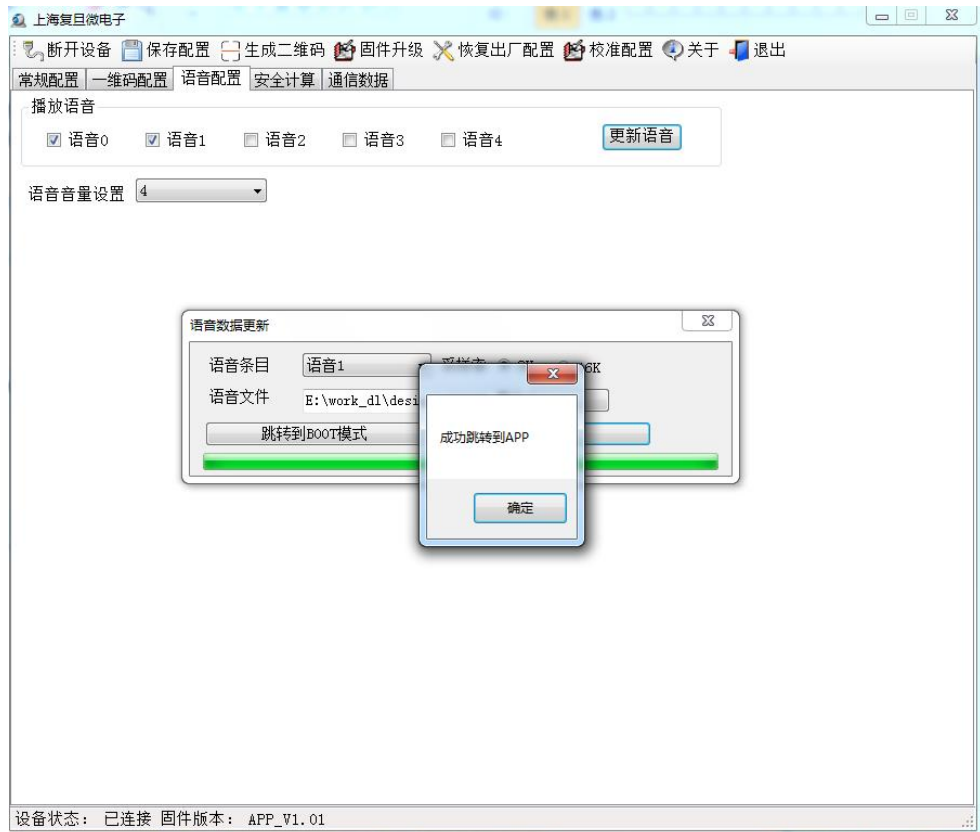 上海复旦微电子
断开设备 保存配置 生成二维码 固件升级 恢复出厂配置 校准配置 关于 退出
常规配置 一维码配置 语音配置 安全计算 通信数据
播放语音
语音0 语音1 语音2 语音3 语音4 更新语音
语音音量设置 4
语音数据更新
语音条目 语音1
语音文件 E:\work_dl\desi
跳转到BOOT模式
成功跳转到APP
确定
设备状态： 已连接 固件版本： APP_V1.01